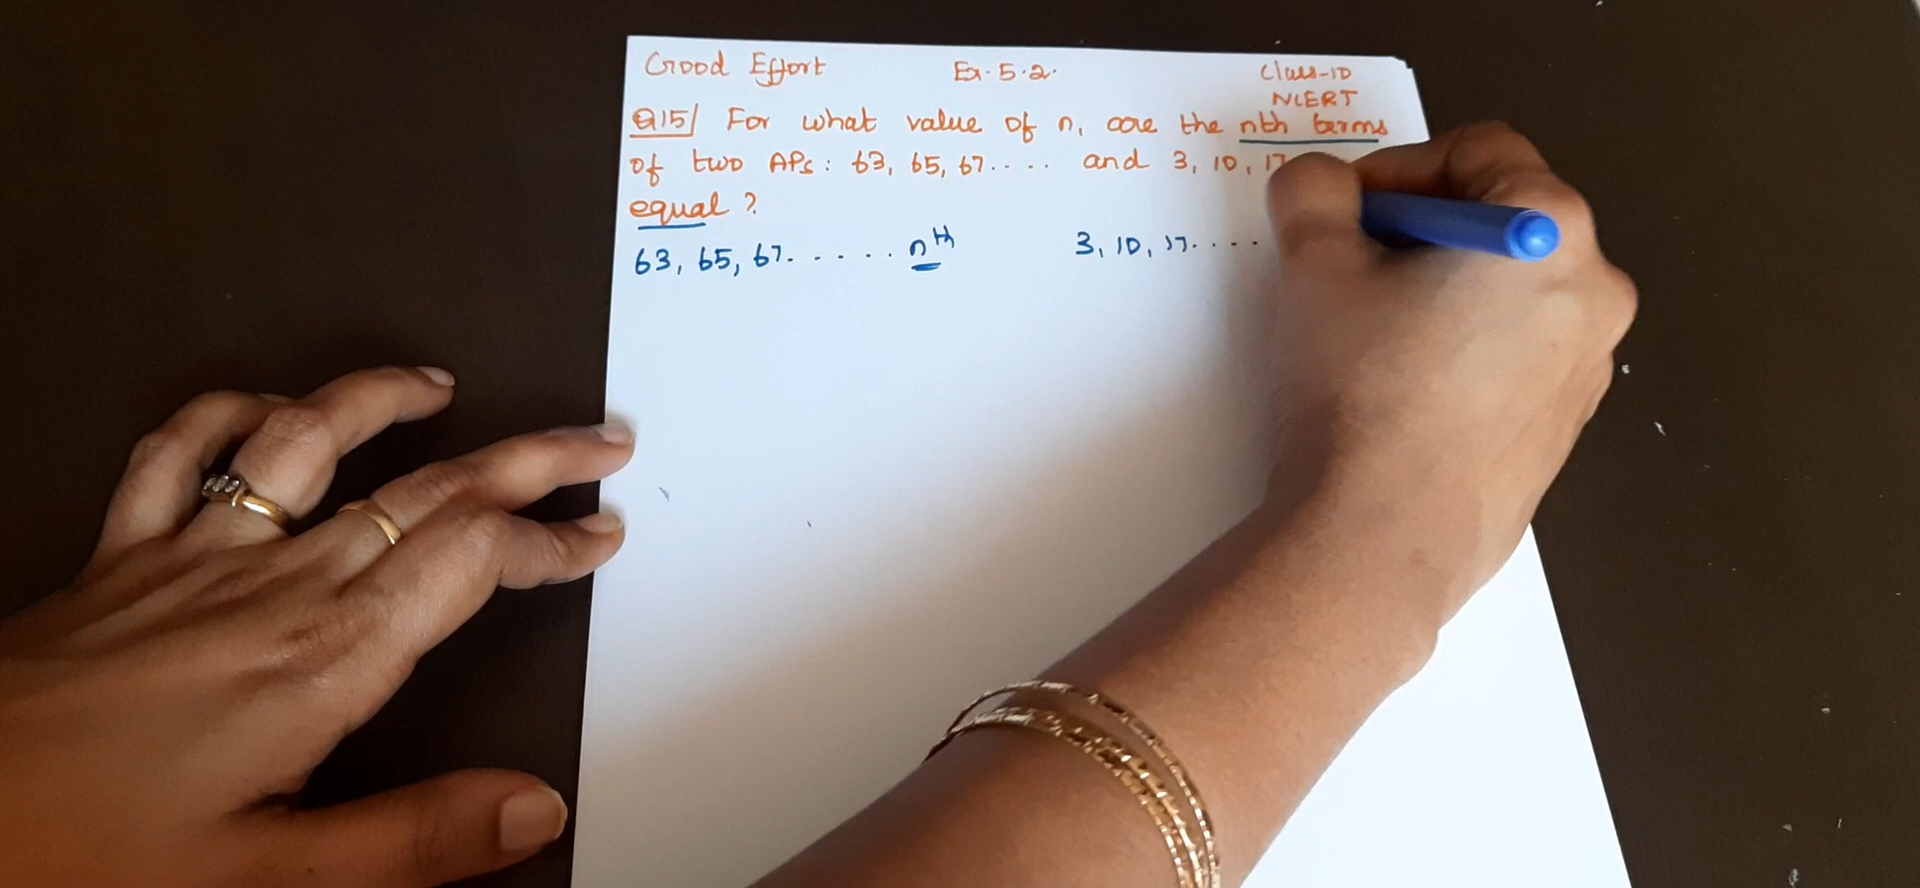 Good Effort Ex. 5.2. Class-10
NCERT
Q15/ For what value of n, are the nth terms
of two APs: 63, 65, 67.... and 3, 10, 17
equal ?
63, 65, 67. . . . . . nth 3, 10, 17. . . .